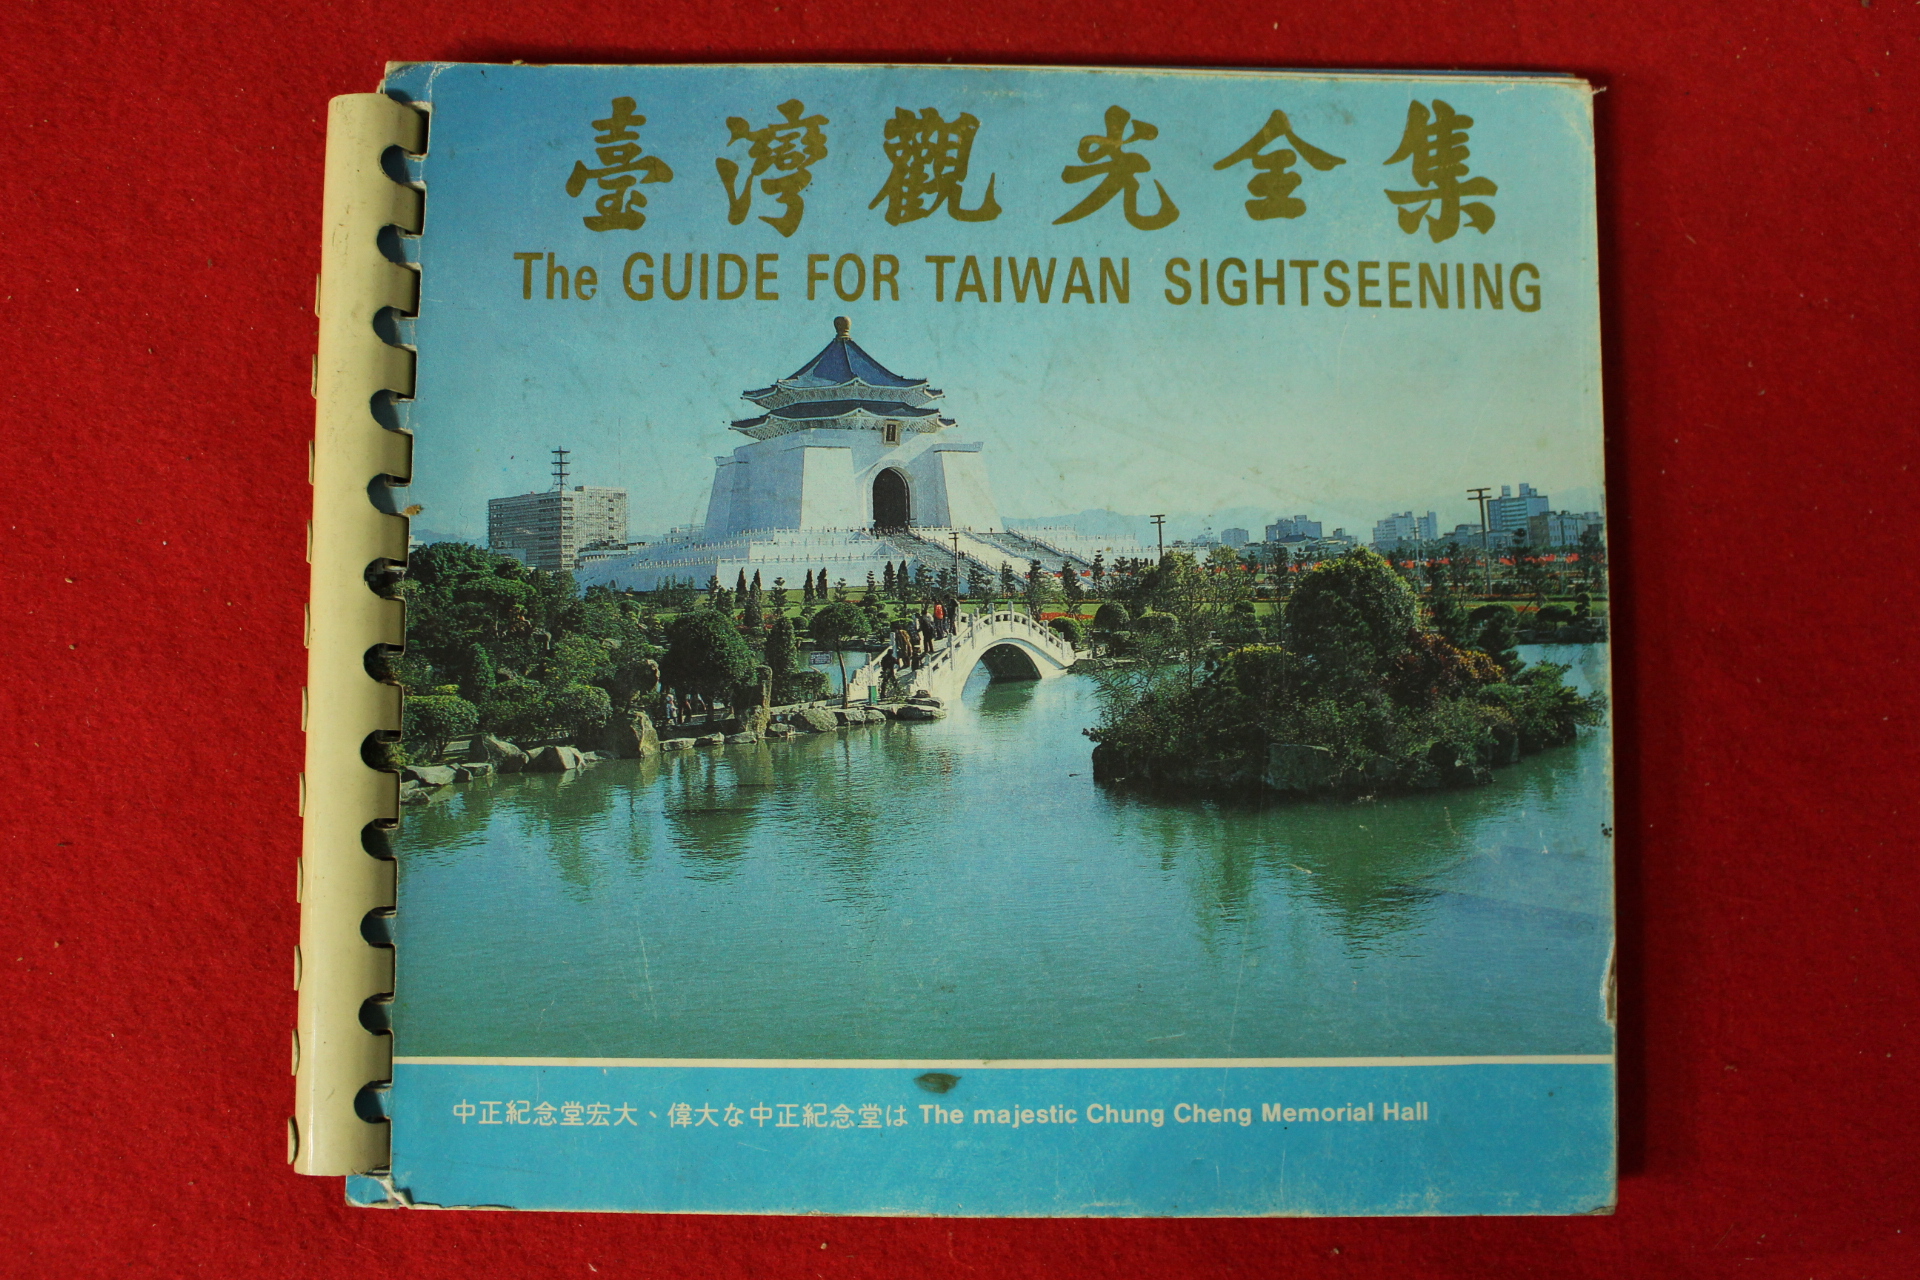 臺灣觀光全集
The GUIDE FOR TAIWAN SIGHTSEENING
中正紀念堂宏大、偉大な中正紀念堂は The majestic Chung Cheng Memorial Hall